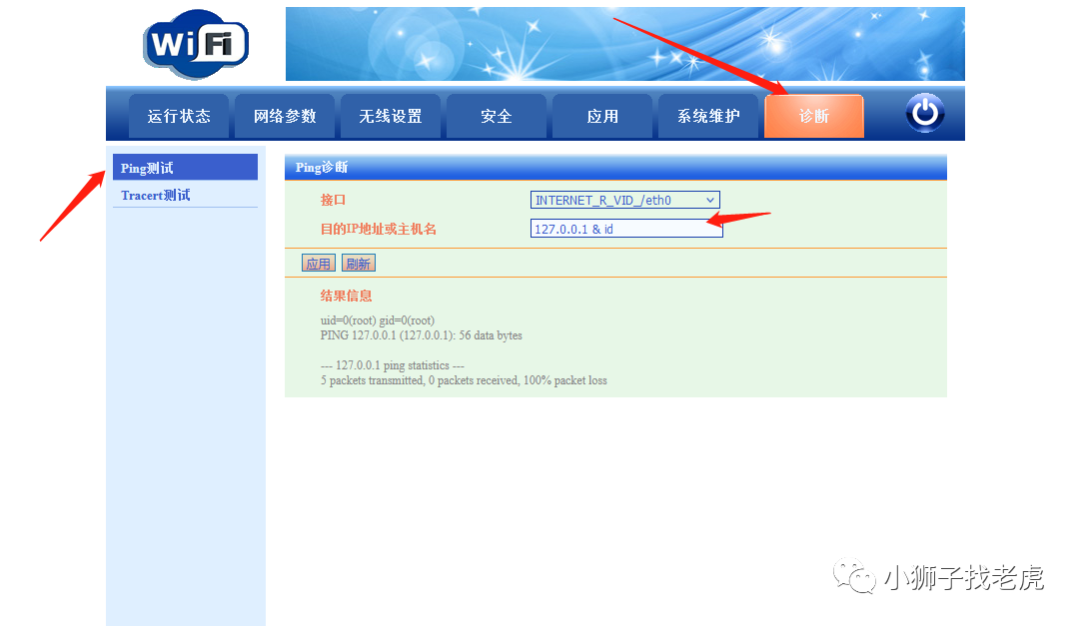 WiFi
运行状态 网络参数 无线设置 安全 应用 系统维护 诊断
Ping测试
Tracert测试
Ping诊断
接口 INTERNET_R_VID_/eth0
目的IP地址或主机名 127.0.0.1 & id
应用 刷新
结果信息
uid=0(root) gid=0(root)
PING 127.0.0.1 (127.0.0.1): 56 data bytes
--- 127.0.0.1 ping statistics ---
5 packets transmitted, 0 packets received, 100% packet loss
小狮子找老虎